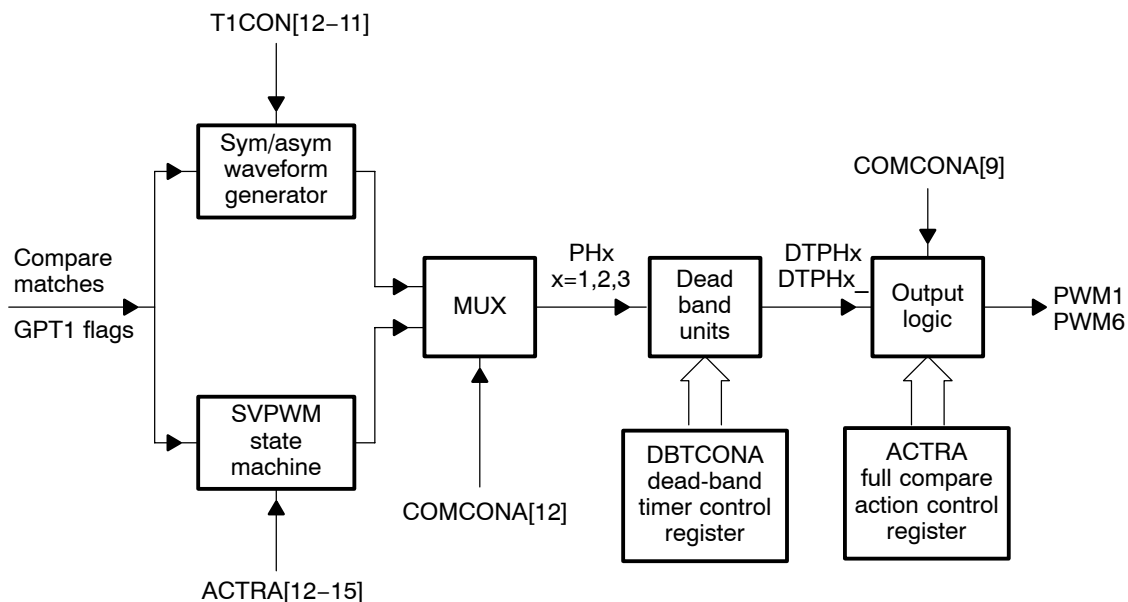 T1CON[12–11]
Sym/asym
waveform
generator
COMCONA[9]
Compare
matches
GPT1 flags
MUX
PHx
x=1,2,3
Dead
band
units
DTPHx
DTPHx_
Output
logic
PWM1
PWM6
SVPWM
state
machine
COMCONA[12]
DBTCONA
dead-band
timer control
register
ACTRA
full compare
action control
register
ACTRA[12–15]